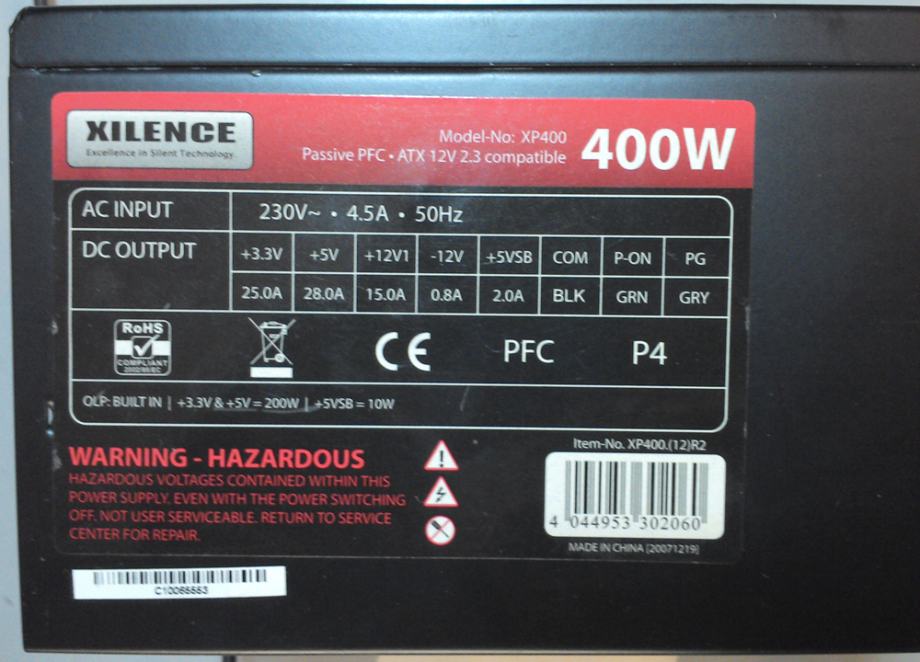 XILENCE
Excellence in Silent Technology
Model-No: XP400
Passive PFC • ATX 12V 2.3 compatible
400W
AC INPUT 230V~ • 4.5A • 50Hz
DC OUTPUT +3.3V +5V +12V1 -12V +5VSB COM P-ON PG
25.0A 28.0A 15.0A 0.8A 2.0A BLK GRN GRY
RoHS
COMPLIANT
2002/95/EC
CE
PFC
P4
OLP: BUILT IN | +3.3V & +5V = 200W | +5VSB = 10W
WARNING - HAZARDOUS
HAZARDOUS VOLTAGES CONTAINED WITHIN THIS
POWER SUPPLY. EVEN WITH THE POWER SWITCHING
OFF. NOT USER SERVICEABLE. RETURN TO SERVICE
CENTER FOR REPAIR.
Item-No. XP400.(12)R2
4 044953 302060
MADE IN CHINA [20071219]
C10065553